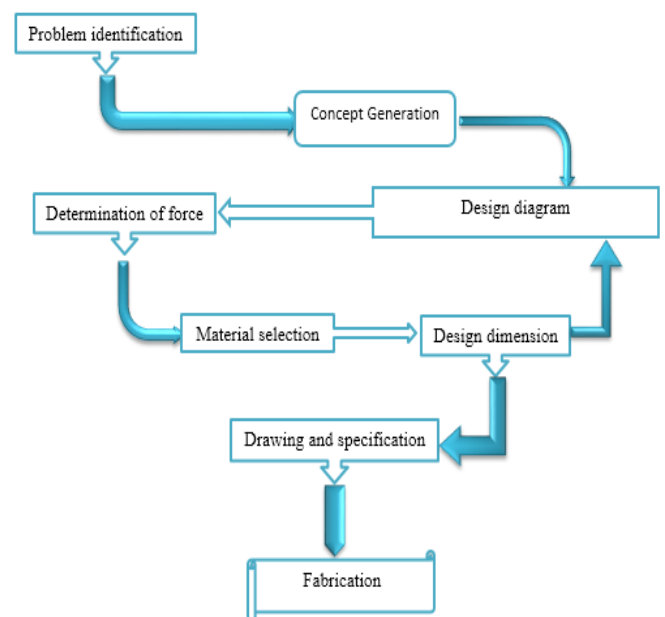 Problem identification
Concept Generation
Design diagram
Determination of force
Material selection
Design dimension
Drawing and specification
Fabrication